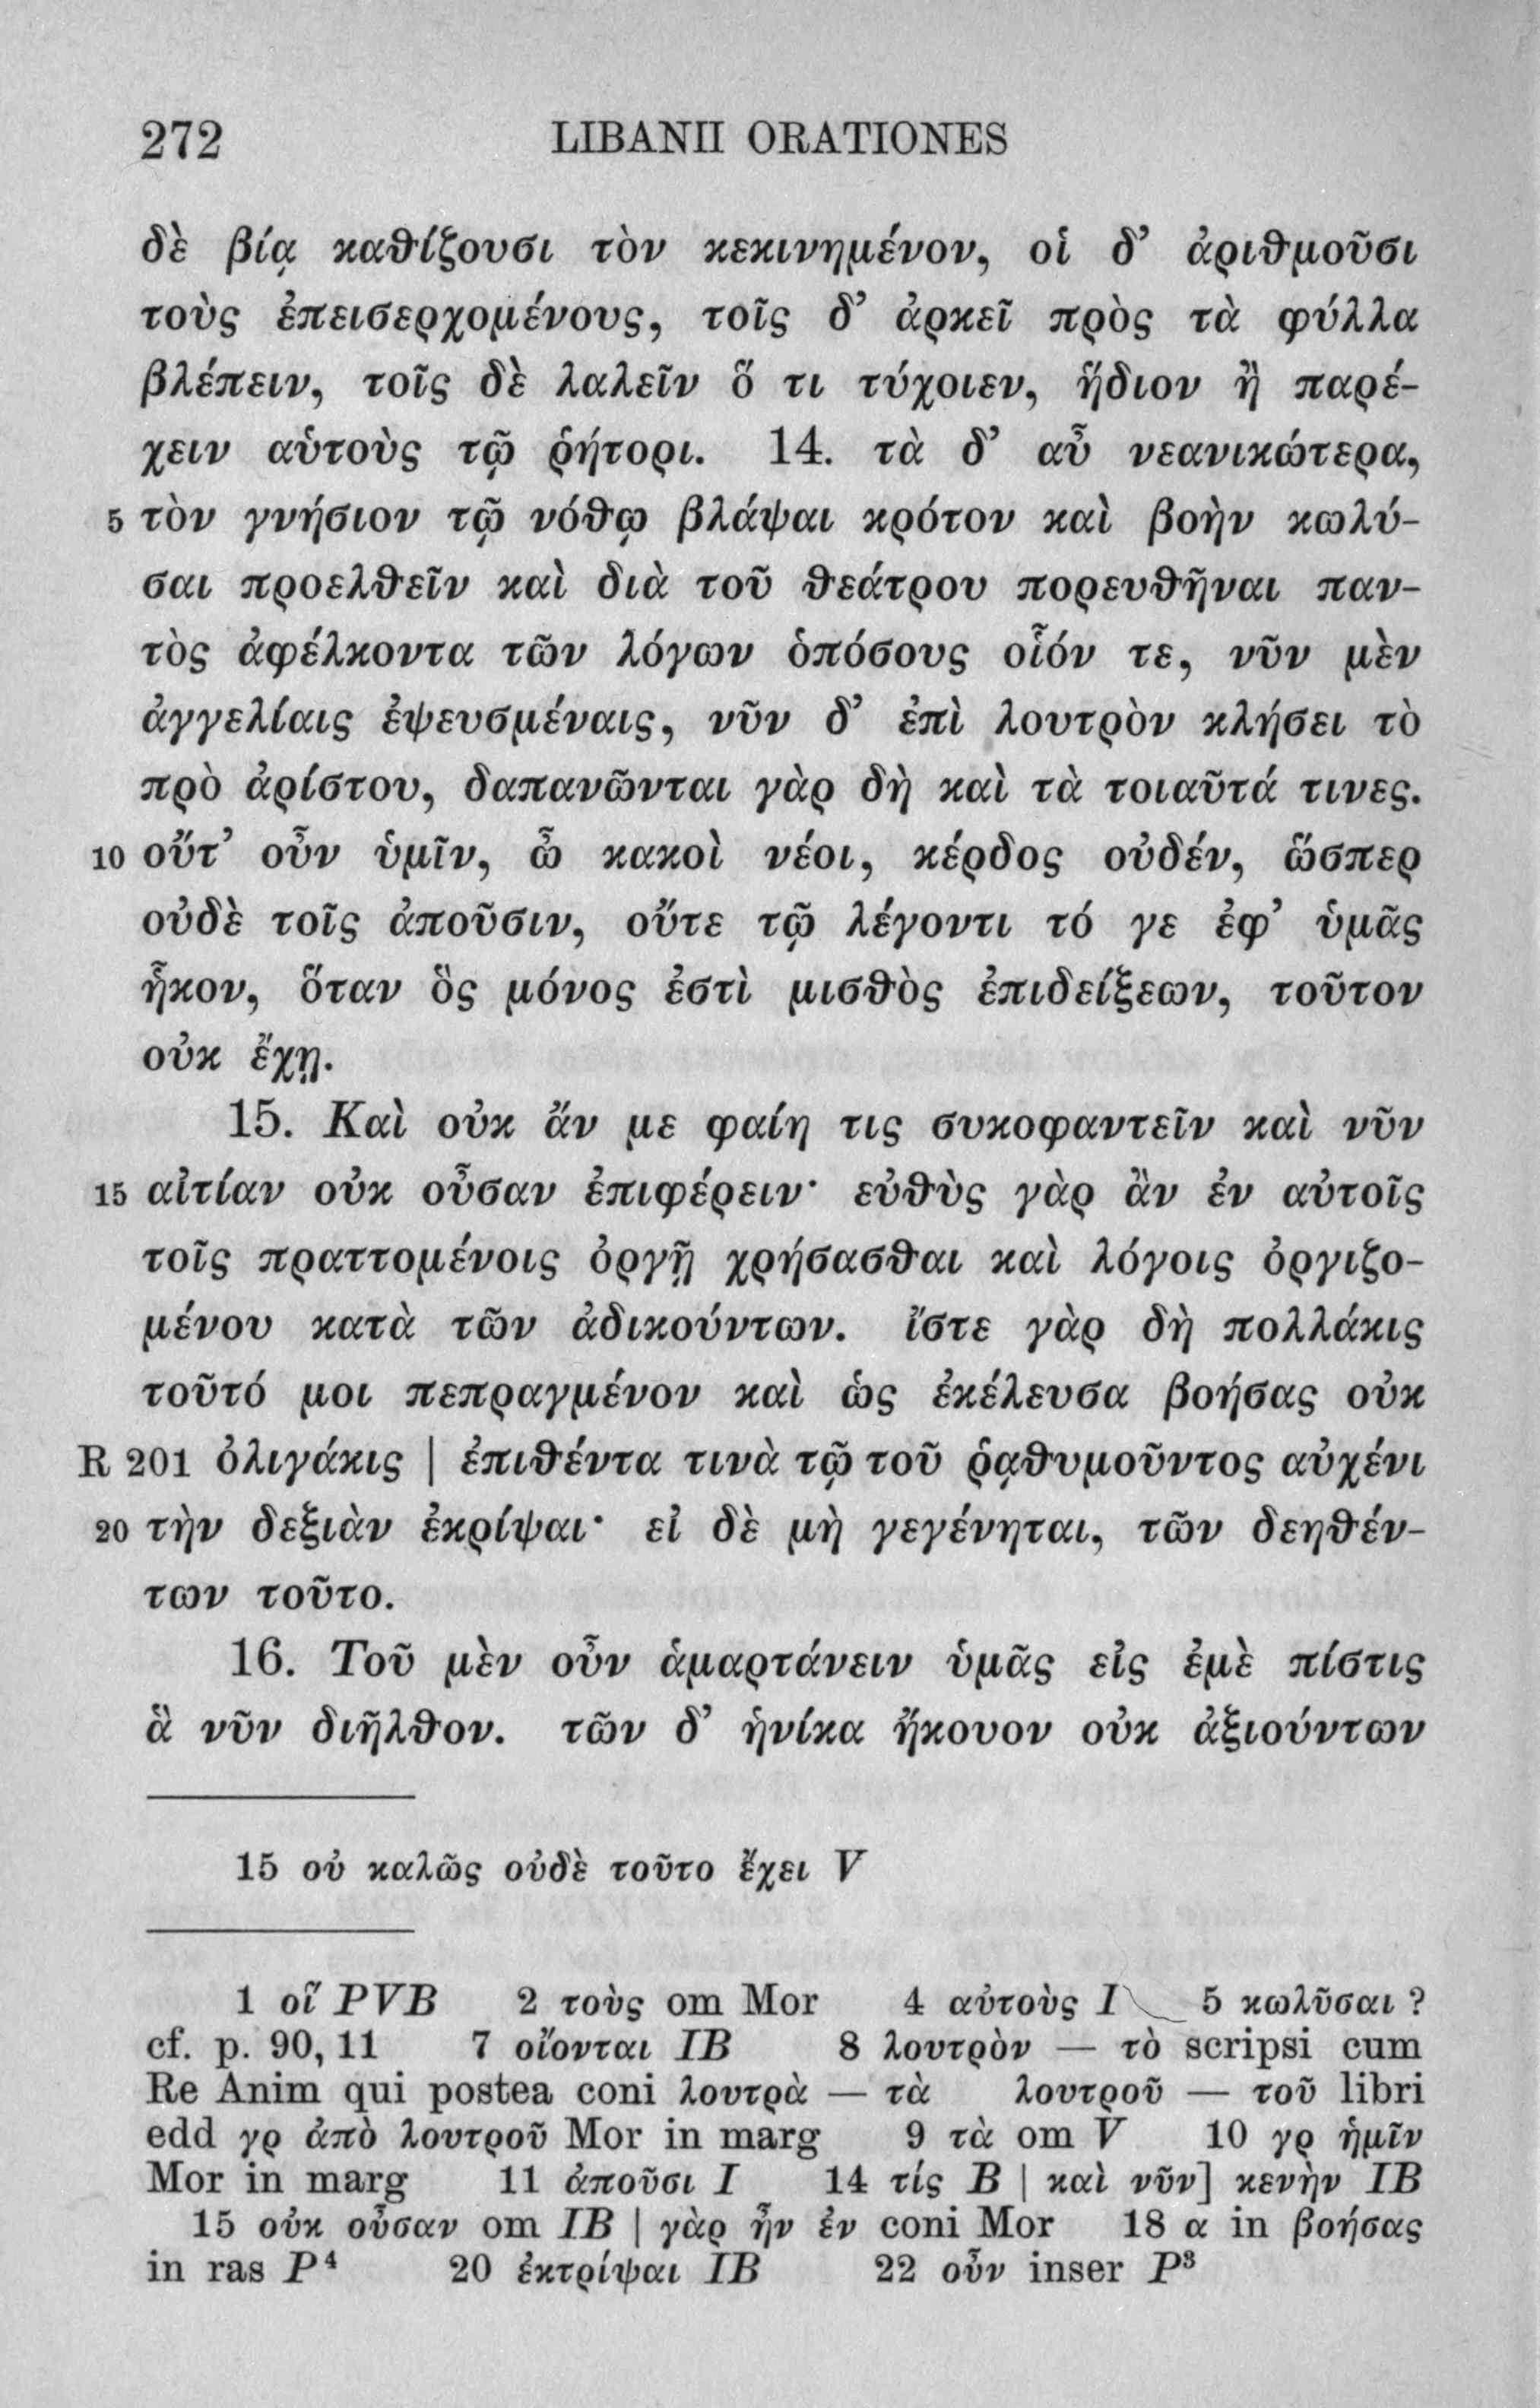 272 LIBANII ORATIONES
δὲ βίᾳ καθίζουσι τὸν κεκινημένον, οἱ δ’ ἀριθμοῦσι
τοὺς ἐπεισερχομένους, τοῖς δ’ ἀρκεῖ πρὸς τὰ φύλλα
βλέπειν, τοῖς δὲ λαλεῖν ὅ τι τύχοιεν, ἥδιον ἢ παρέ-
χειν αὑτοὺς τῷ ῥήτορι. 14. τὰ δ’ αὖ νεανικώτερα,
5 τὸν γνήσιον τῷ νόθῳ βλάψαι κρότον καὶ βοὴν κωλύ-
σαι προελθεῖν καὶ διὰ τοῦ θεάτρου πορευθῆναι παν-
τὸς ἀφέλκοντα τῶν λόγων ὁπόσους οἷόν τε, νῦν μὲν
ἀγγελίαις ἐψευσμέναις, νῦν δ’ ἐπὶ λουτρὸν κλήσει τὸ
πρὸ ἀρίστου, δαπανῶνται γὰρ δὴ καὶ τὰ τοιαῦτά τινες.
10 οὔτ’ οὖν ὑμῖν, ὦ κακοὶ νέοι, κέρδος οὐδέν, ὥσπερ
οὐδὲ τοῖς ἀποῦσιν, οὔτε τῷ λέγοντι τό γε ἐφ’ ὑμᾶς
ἧκον, ὅταν ὃς μόνος ἐστὶ μισθὸς ἐπιδείξεων, τοῦτον
οὐκ ἔχῃ.
15. Καὶ οὐκ ἄν με φαίη τις συκοφαντεῖν καὶ νῦν
15 αἰτίαν οὐκ οὖσαν ἐπιφέρειν· εὐθὺς γὰρ ἂν ἐν αὐτοῖς
τοῖς πραττομένοις ὀργῇ χρήσασθαι καὶ λόγοις ὀργιζο-
μένου κατὰ τῶν ἀδικούντων. ἴστε γὰρ δὴ πολλάκις
τοῦτό μοι πεπραγμένον καὶ ὡς ἐκέλευσα βοήσας οὐκ
R 201 ὀλιγάκις | ἐπιθέντα τινὰ τῷ τοῦ ῥᾳθυμοῦντος αὐχένι
20 τὴν δεξιὰν ἐκρίψαι· εἰ δὲ μὴ γεγένηται, τῶν δεηθέν-
των τοῦτο.
16. Τοῦ μὲν οὖν ἁμαρτάνειν ὑμᾶς εἰς ἐμὲ πίστις
ἃ νῦν διῆλθον. τῶν δ’ ἡνίκα ἤκουον οὐκ ἀξιούντων
15 οὐ καλῶς οὐδὲ τοῦτο ἔχει V
1 οἵ PVB 2 τοὺς om Mor 4 αὐτοὺς I 5 κωλῦσαι ?
cf. p. 90, 11 7 οἴονται IB 8 λουτρὸν — τὸ scripsi cum
Re Anim qui postea coni λουτρὰ — τὰ λουτροῦ — τοῦ libri
edd γρ ἀπὸ λουτροῦ Mor in marg 9 τὰ om V 10 γρ ἡμῖν
Mor in marg 11 ἀποῦσι I 14 τίς B | καὶ νῦν] κενὴν IB
15 οὐκ οὖσαν om IB | γὰρ ἦν ἐν coni Mor 18 α in βοήσας
in ras P⁴ 20 ἐκτρίψαι IB 22 οὖν inser P³